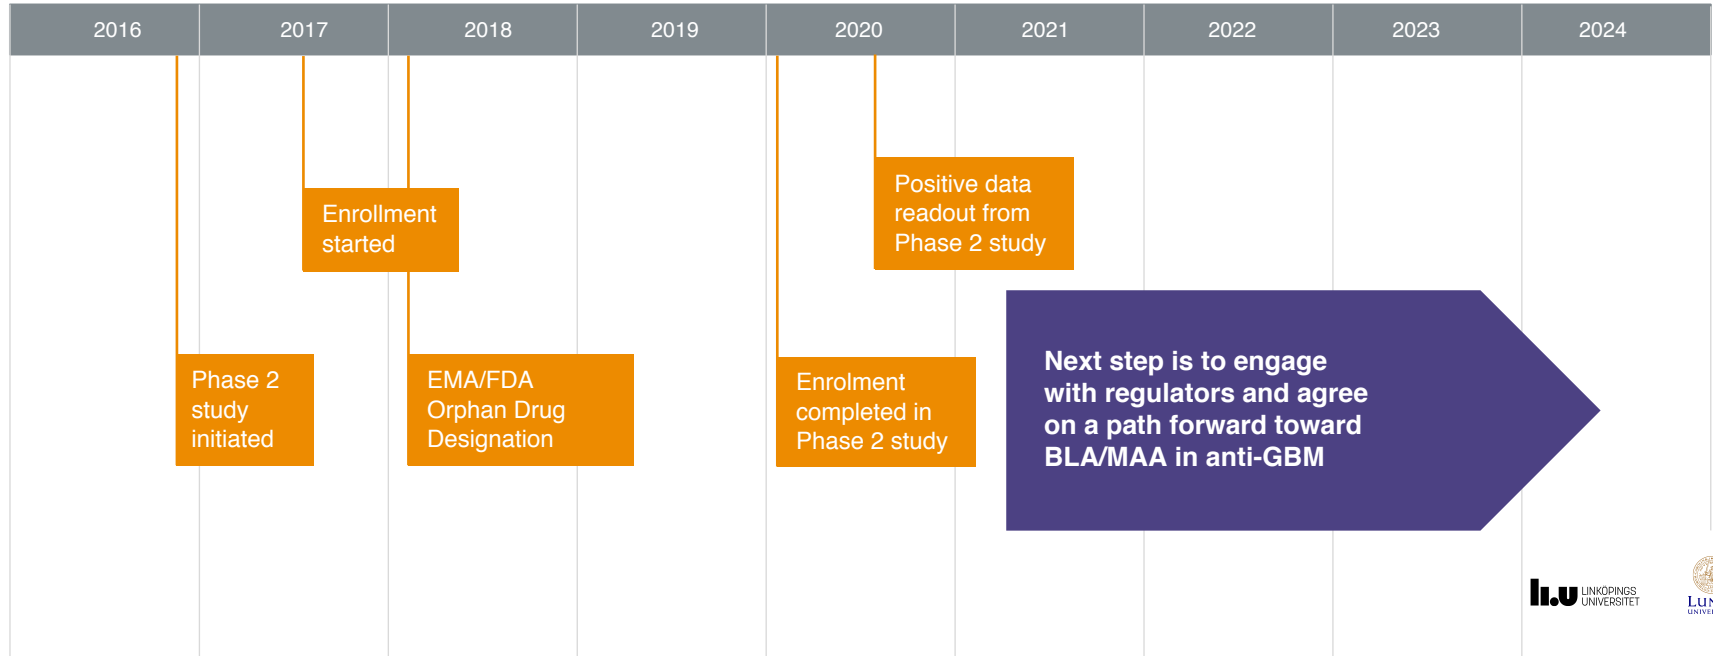 2016 2017 2018 2019 2020 2021 2022 2023 2024
Enrollment
started
Positive data
readout from
Phase 2 study
Phase 2
study
initiated
EMA/FDA
Orphan Drug
Designation
Enrolment
completed in
Phase 2 study
Next step is to engage
with regulators and agree
on a path forward toward
BLA/MAA in anti-GBM
li.u LINKÖPINGS
UNIVERSITET